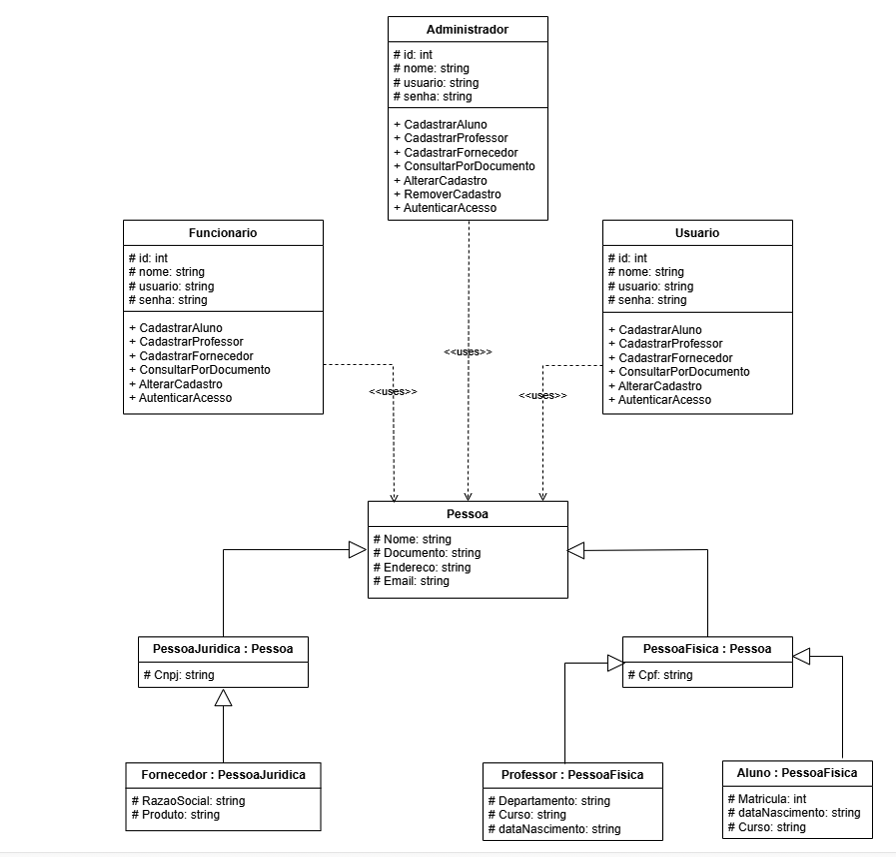 Administrador
# id: int
# nome: string
# usuario: string
# senha: string
+ CadastrarAluno
+ CadastrarProfessor
+ CadastrarFornecedor
+ ConsultarPorDocumento
+ AlterarCadastro
+ RemoverCadastro
+ AutenticarAcesso
Funcionario
# id: int
# nome: string
# usuario: string
# senha: string
+ CadastrarAluno
+ CadastrarProfessor
+ CadastrarFornecedor
+ ConsultarPorDocumento
+ AlterarCadastro
+ AutenticarAcesso
Usuario
# id: int
# nome: string
# usuario: string
# senha: string
+ CadastrarAluno
+ CadastrarProfessor
+ CadastrarFornecedor
+ ConsultarPorDocumento
+ AlterarCadastro
+ AutenticarAcesso
<<uses>>
<<uses>>
<<uses>>
Pessoa
# Nome: string
# Documento: string
# Endereco: string
# Email: string
PessoaJuridica : Pessoa
# Cnpj: string
PessoaFisica : Pessoa
# Cpf: string
Fornecedor : PessoaJuridica
# RazaoSocial: string
# Produto: string
Professor : PessoaFisica
# Departamento: string
# Curso: string
# dataNascimento: string
Aluno : PessoaFisica
# Matricula: int
# dataNascimento: string
# Curso: string